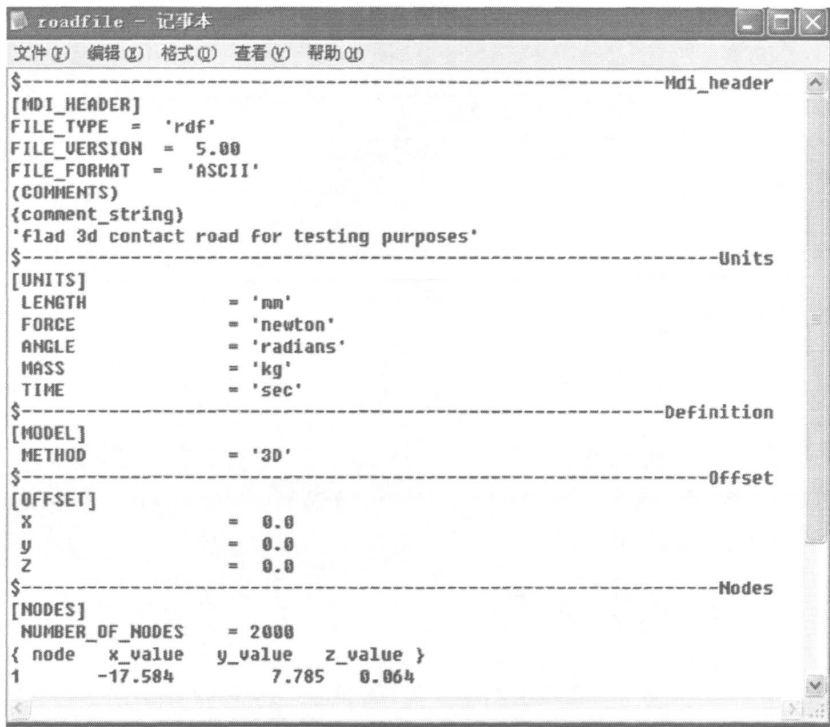 roadfile - 记事本
文件(F) 编辑(E) 格式(O) 查看(V) 帮助(H)
$------------------------------------------------------------Mdi_header
[MDI_HEADER]
FILE_TYPE = 'rdf'
FILE_VERSION = 5.00
FILE_FORMAT = 'ASCII'
(COMMENTS)
{comment_string)
'flad 3d contact road for testing purposes'
$-----------------------------------------------------------------Units
[UNITS]
LENGTH = 'mm'
FORCE = 'newton'
ANGLE = 'radians'
MASS = 'kg'
TIME = 'sec'
$------------------------------------------------------------Definition
[MODEL]
METHOD = '3D'
$----------------------------------------------------------------Offset
[OFFSET]
X = 0.0
y = 0.0
Z = 0.0
$-----------------------------------------------------------------Nodes
[NODES]
NUMBER_OF_NODES = 2000
{ node x_value y_value z_value }
1 -17.584 7.785 0.064